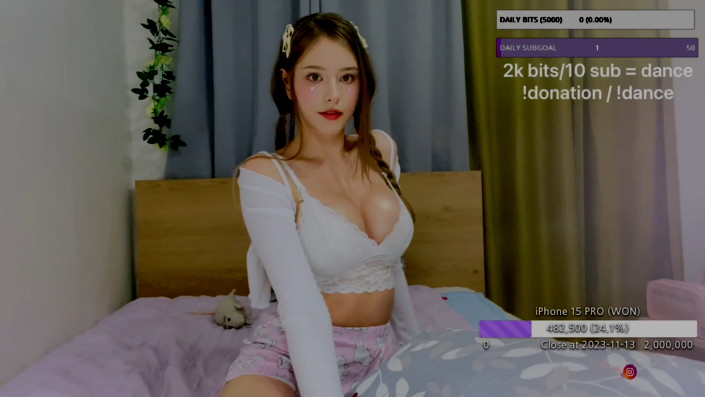 DAILY BITS (5000) 0 (0.00%)
DAILY SUBGOAL 1 50
2k bits/10 sub = dance
!donation / !dance
iPhone 15 PRO (WON)
482,500 (24.1%)
0 Close at 2023-11-13 2,000,000